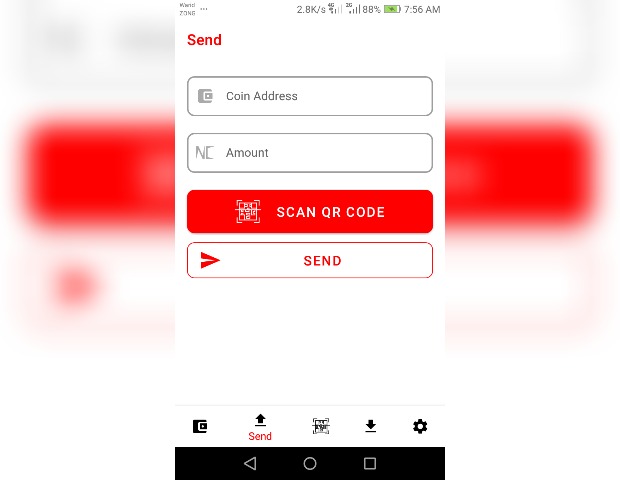 Warid
ZONG
2.8K/s 4G 2G 88% 7:56 AM
Send
Coin Address
NC Amount
SCAN QR CODE
SEND
Send